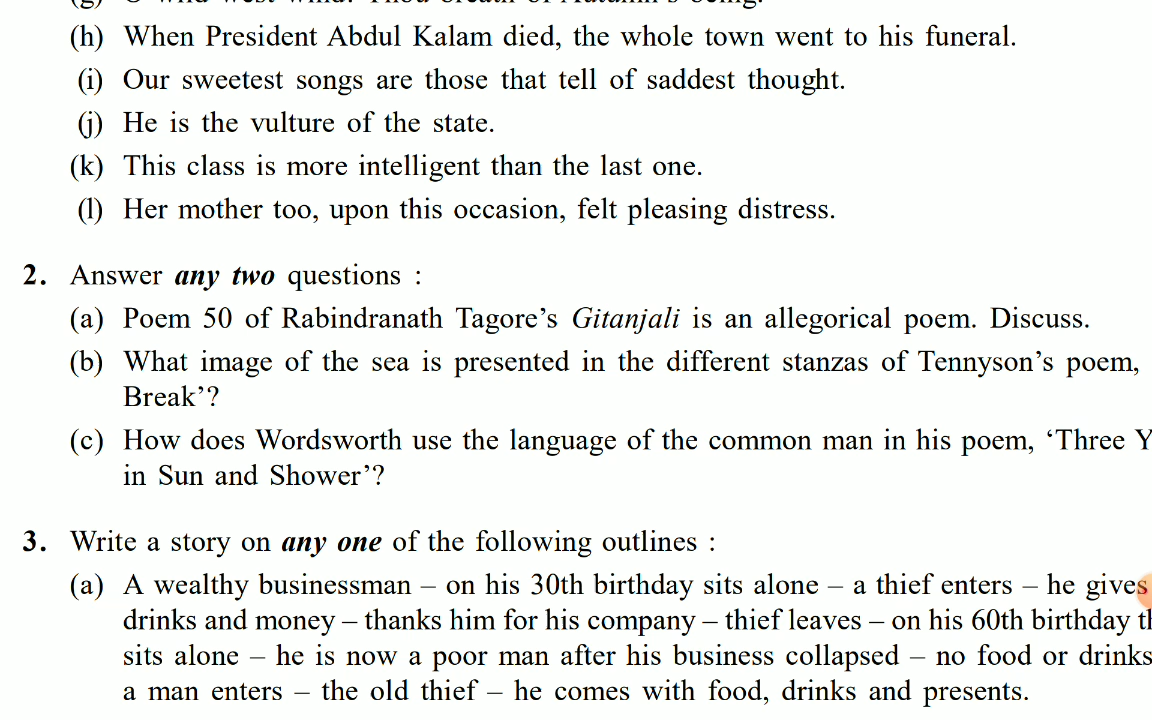 (h) When President Abdul Kalam died, the whole town went to his funeral.
(i) Our sweetest songs are those that tell of saddest thought.
(j) He is the vulture of the state.
(k) This class is more intelligent than the last one.
(l) Her mother too, upon this occasion, felt pleasing distress.
2. Answer any two questions :
(a) Poem 50 of Rabindranath Tagore's Gitanjali is an allegorical poem. Discuss.
(b) What image of the sea is presented in the different stanzas of Tennyson's poem,
Break'?
(c) How does Wordsworth use the language of the common man in his poem, 'Three
in Sun and Shower'?
3. Write a story on any one of the following outlines :
(a) A wealthy businessman – on his 30th birthday sits alone – a thief enters – he gives
drinks and money – thanks him for his company – thief leaves – on his 60th birthday
sits alone – he is now a poor man after his business collapsed – no food or drinks
a man enters – the old thief – he comes with food, drinks and presents.